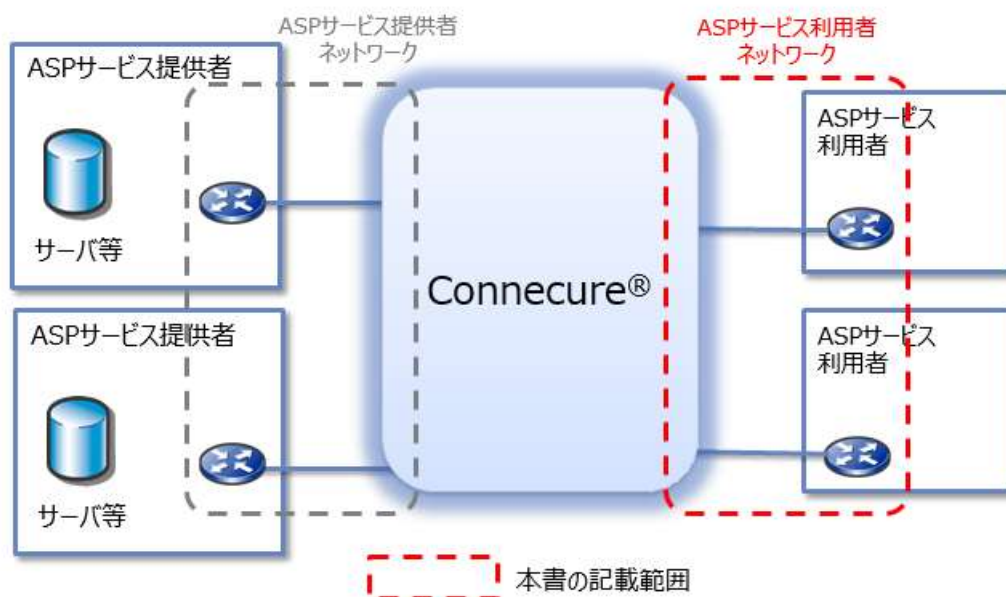 ASPサービス提供者
ネットワーク
ASPサービス利用者
ネットワーク
ASPサービス提供者
サーバ等
ASPサービス提供者
サーバ等
Connecure®
ASPサービス
利用者
ASPサービス
利用者
本書の記載範囲